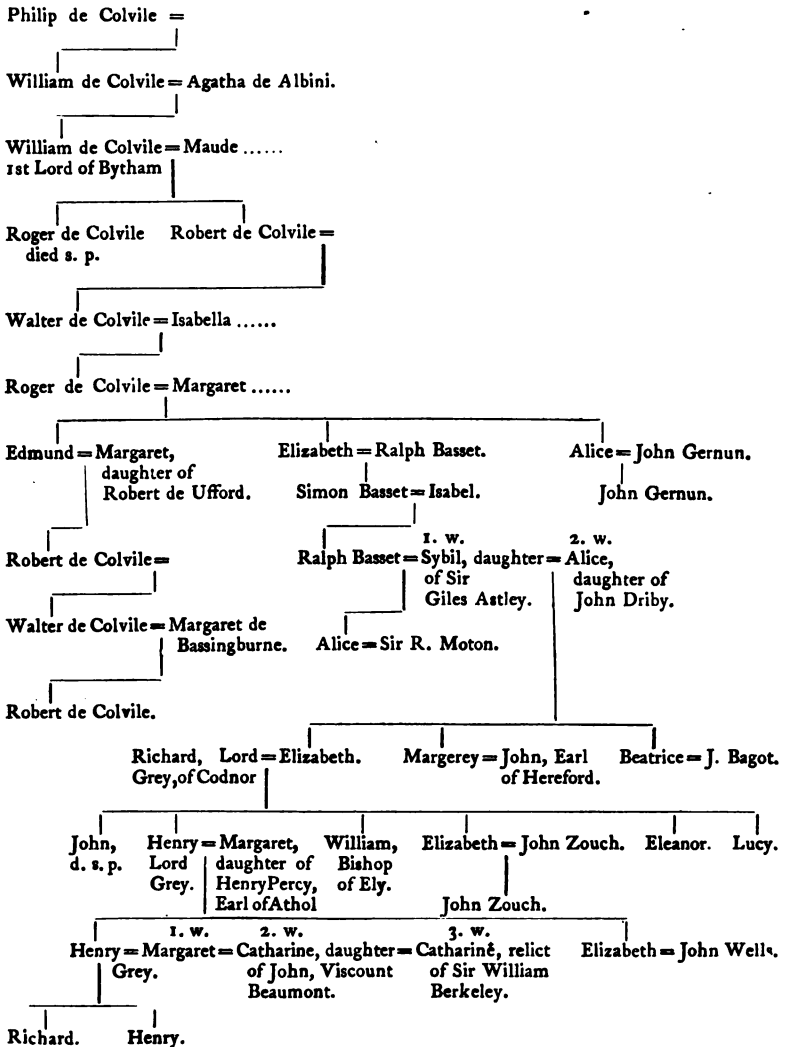 Philip de Colvile =
William de Colvile = Agatha de Albini.
William de Colvile = Maude ......
1st Lord of Bytham
Roger de Colvile Robert de Colvile =
died s. p.
Walter de Colvile = Isabella ......
Roger de Colvile = Margaret ......
Edmund = Margaret, Elizabeth = Ralph Basset. Alice = John Gernun.
daughter of
Robert de Ufford. Simon Basset = Isabel. John Gernun.
1. w. 2. w.
Robert de Colvile = Ralph Basset = Sybil, daughter = Alice,
of Sir daughter of
Giles Astley. John Driby.
Walter de Colvile = Margaret de
Bassingburne. Alice = Sir R. Moton.
Robert de Colvile.
Richard, Lord = Elizabeth. Margerey = John, Earl Beatrice = J. Bagot.
Grey, of Codnor of Hereford.
John, Henry = Margaret, William, Elizabeth = John Zouch. Eleanor. Lucy.
d. s. p. Lord daughter of Bishop
Grey. Henry Percy, of Ely.
Earl of Athol John Zouch.
1. w. 2. w. 3. w.
Henry = Margaret = Catharine, daughter = Catharine, relict Elizabeth = John Wells.
Grey. of John, Viscount of Sir William
Beaumont. Berkeley.
Richard. Henry.